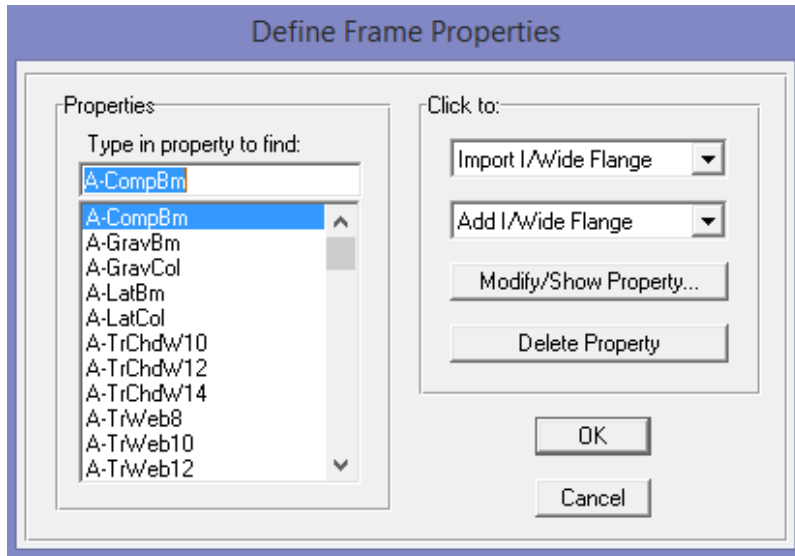 Define Frame Properties
Properties
Type in property to find:
A-CompBm
A-CompBm
A-GravBm
A-GravCol
A-LatBm
A-LatCol
A-TrChdW10
A-TrChdW12
A-TrChdW14
A-TrWeb8
A-TrWeb10
A-TrWeb12
Click to:
Import I/Wide Flange
Add I/Wide Flange
Modify/Show Property...
Delete Property
OK
Cancel